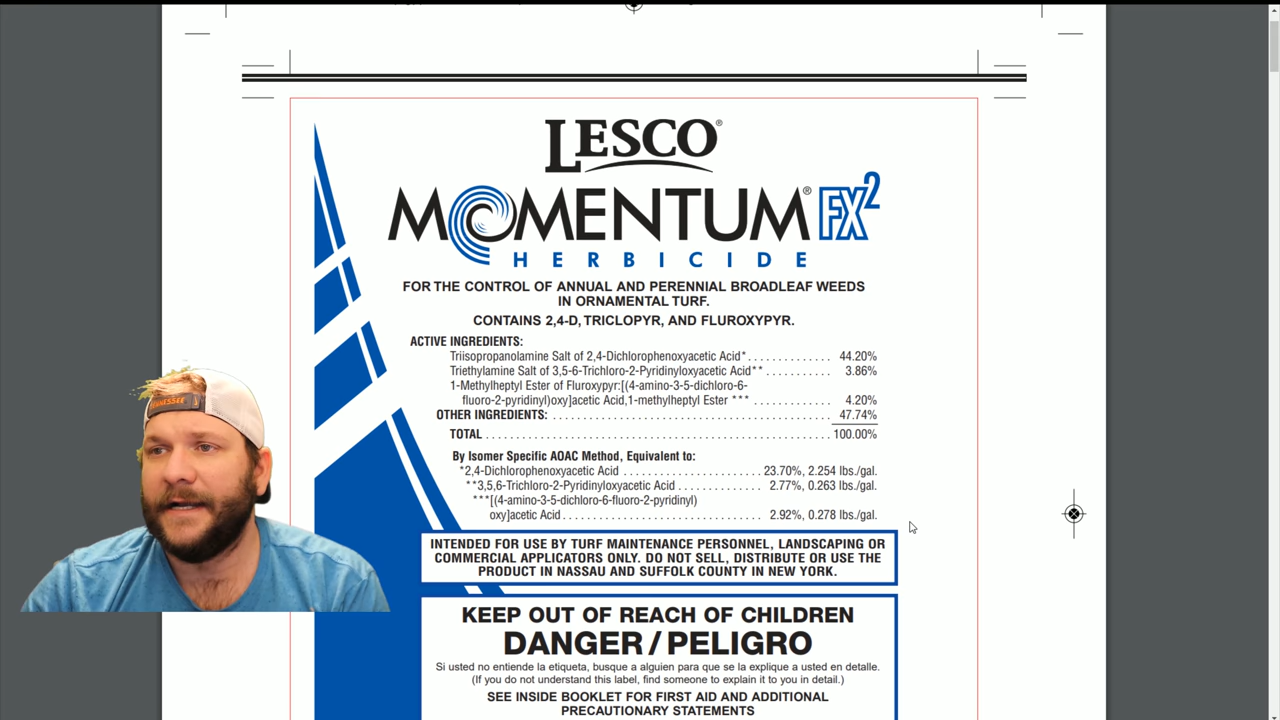 LESCO®
MOMENTUM® FX2
HERBICIDE
FOR THE CONTROL OF ANNUAL AND PERENNIAL BROADLEAF WEEDS
IN ORNAMENTAL TURF.
CONTAINS 2,4-D, TRICLOPYR, AND FLUROXYPYR.
ACTIVE INGREDIENTS:
Triisopropanolamine Salt of 2,4-Dichlorophenoxyacetic Acid* . . . . . . . . . . . . . 44.20%
Triethylamine Salt of 3,5-6-Trichloro-2-Pyridinyloxyacetic Acid** . . . . . . . . . . 3.86%
1-Methylheptyl Ester of Fluroxypyr:[(4-amino-3-5-dichloro-6-
fluoro-2-pyridinyl)oxy]acetic Acid,1-methylheptyl Ester *** . . . . . . . . . . . . . 4.20%
OTHER INGREDIENTS: . . . . . . . . . . . . . . . . . . . . . . . . . . . . . . . . . . . . . . . . . . 47.74%
TOTAL . . . . . . . . . . . . . . . . . . . . . . . . . . . . . . . . . . . . . . . . . . . . . . . . . . . . 100.00%
By Isomer Specific AOAC Method, Equivalent to:
*2,4-Dichlorophenoxyacetic Acid . . . . . . . . . . . . . . . . . . . . . . 23.70%, 2.254 lbs./gal.
**3,5,6-Trichloro-2-Pyridinyloxyacetic Acid . . . . . . . . . . . . . 2.77%, 0.263 lbs./gal.
***[(4-amino-3-5-dichloro-6-fluoro-2-pyridinyl)
oxy]acetic Acid . . . . . . . . . . . . . . . . . . . . . . . . . . . . . . . 2.92%, 0.278 lbs./gal.
INTENDED FOR USE BY TURF MAINTENANCE PERSONNEL, LANDSCAPING OR
COMMERCIAL APPLICATORS ONLY. DO NOT SELL, DISTRIBUTE OR USE THE
PRODUCT IN NASSAU AND SUFFOLK COUNTY IN NEW YORK.
KEEP OUT OF REACH OF CHILDREN
DANGER / PELIGRO
Si usted no entiende la etiqueta, busque a alguien para que se la explique a usted en detalle.
(If you do not understand this label, find someone to explain it to you in detail.)
SEE INSIDE BOOKLET FOR FIRST AID AND ADDITIONAL
PRECAUTIONARY STATEMENTS
TENNESSEE